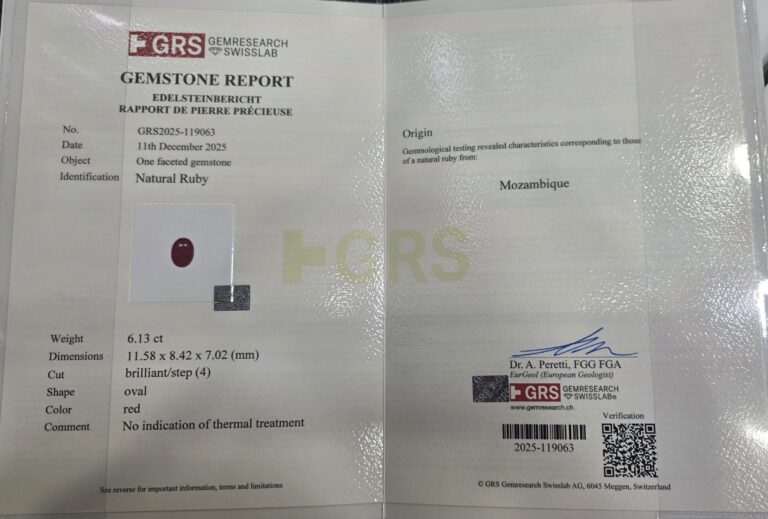 GRS GEMRESEARCH SWISSLAB
GEMSTONE REPORT
EDELSTEINBERICHT
RAPPORT DE PIERRE PRÉCIEUSE
No. GRS2025-119063
Date 11th December 2025
Object One faceted gemstone
Identification Natural Ruby
Weight 6.13 ct
Dimensions 11.58 x 8.42 x 7.02 (mm)
Cut brilliant/step (4)
Shape oval
Color red
Comment No indication of thermal treatment
See reverse for important information, terms and limitations
GRS
Origin
Gemmological testing revealed characteristics corresponding to those
of a natural ruby from:
Mozambique
Dr. A. Peretti, FGG FGA
EurGeol (European Geologist)
GRS GEMRESEARCH SWISSLAB®
www.gemresearch.ch
Verification
2025-119063
© GRS Gemresearch Swisslab AG, 6045 Meggen, Switzerland